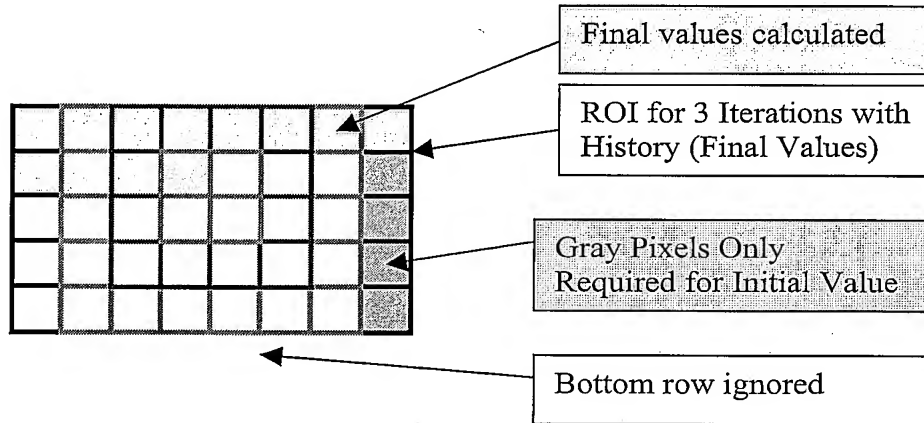 Final values calculated
ROI for 3 Iterations with
History (Final Values)
Gray Pixels Only
Required for Initial Value
Bottom row ignored